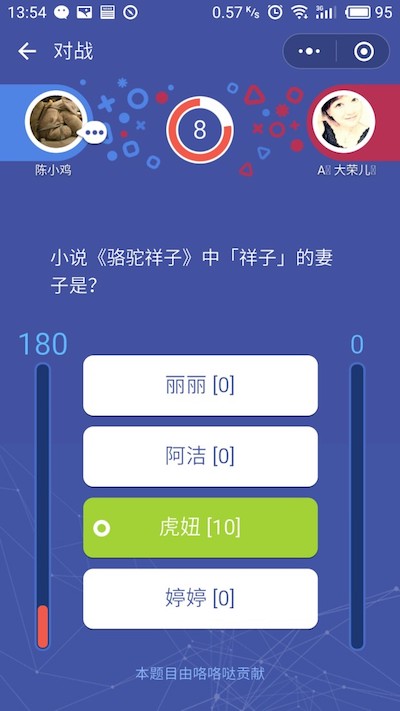 13:54 0.57 K/s 3G 95
对战
8
陈小鸡
A 大荣儿
小说《骆驼祥子》中「祥子」的妻
子是?
180
0
丽丽 [0]
阿洁 [0]
虎妞 [10]
婷婷 [0]
本题目由咯咯哒贡献